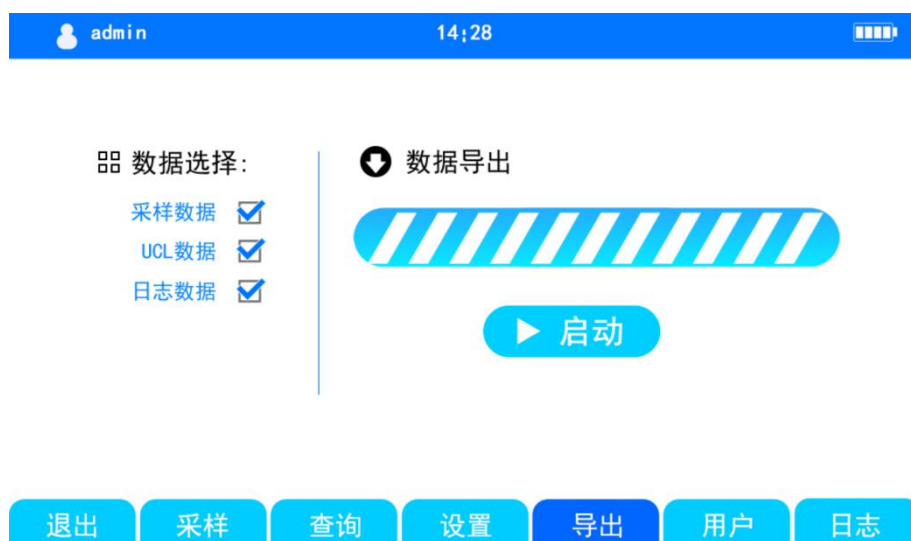 admin 14:28
数据选择:
采样数据
UCL数据
日志数据
数据导出
启动
退出 采样 查询 设置 导出 用户 日志